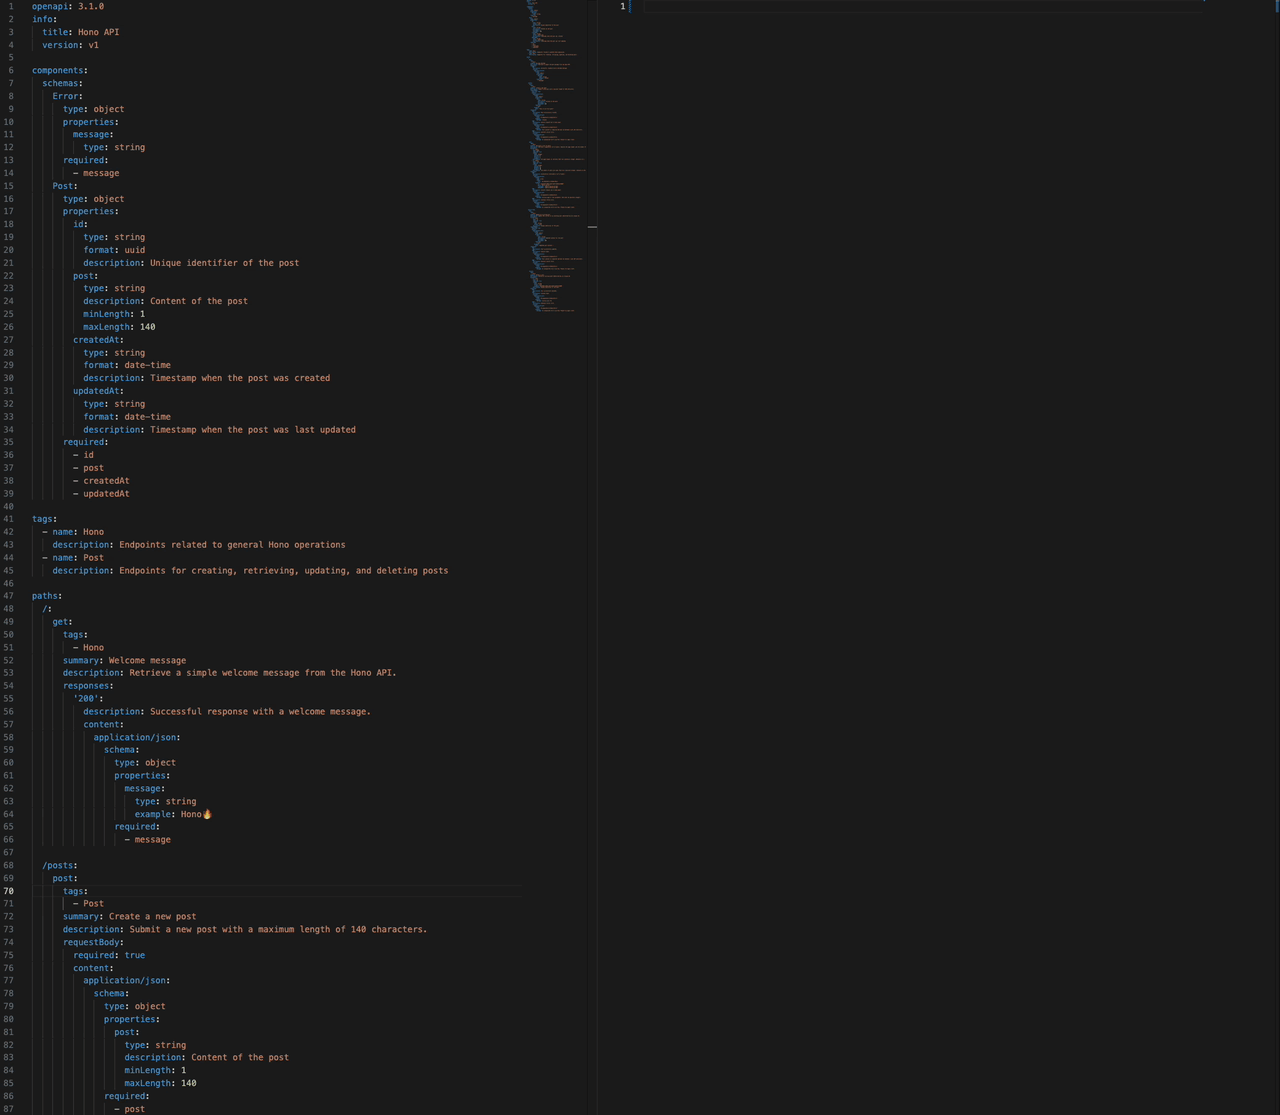 1 openapi: 3.1.0
2 info:
3   title: Hono API
4   version: v1
5
6 components:
7   schemas:
8     Error:
9       type: object
10       properties:
11         message:
12           type: string
13       required:
14         - message
15     Post:
16       type: object
17       properties:
18         id:
19           type: string
20           format: uuid
21           description: Unique identifier of the post
22         post:
23           type: string
24           description: Content of the post
25           minLength: 1
26           maxLength: 140
27         createdAt:
28           type: string
29           format: date-time
30           description: Timestamp when the post was created
31         updatedAt:
32           type: string
33           format: date-time
34           description: Timestamp when the post was last updated
35       required:
36         - id
37         - post
38         - createdAt
39         - updatedAt
40
41 tags:
42   - name: Hono
43     description: Endpoints related to general Hono operations
44   - name: Post
45     description: Endpoints for creating, retrieving, updating, and deleting posts
46
47 paths:
48   /:
49     get:
50       tags:
51         - Hono
52       summary: Welcome message
53       description: Retrieve a simple welcome message from the Hono API.
54       responses:
55         '200':
56           description: Successful response with a welcome message.
57           content:
58             application/json:
59               schema:
60                 type: object
61                 properties:
62                   message:
63                     type: string
64                     example: Hono🔥
65                 required:
66                   - message
67
68   /posts:
69     post:
70       tags:
71         - Post
72       summary: Create a new post
73       description: Submit a new post with a maximum length of 140 characters.
74       requestBody:
75         required: true
76         content:
77           application/json:
78             schema:
79               type: object
80               properties:
81                 post:
82                   type: string
83                   description: Content of the post
84                   minLength: 1
85                   maxLength: 140
86               required:
87                 - post
1